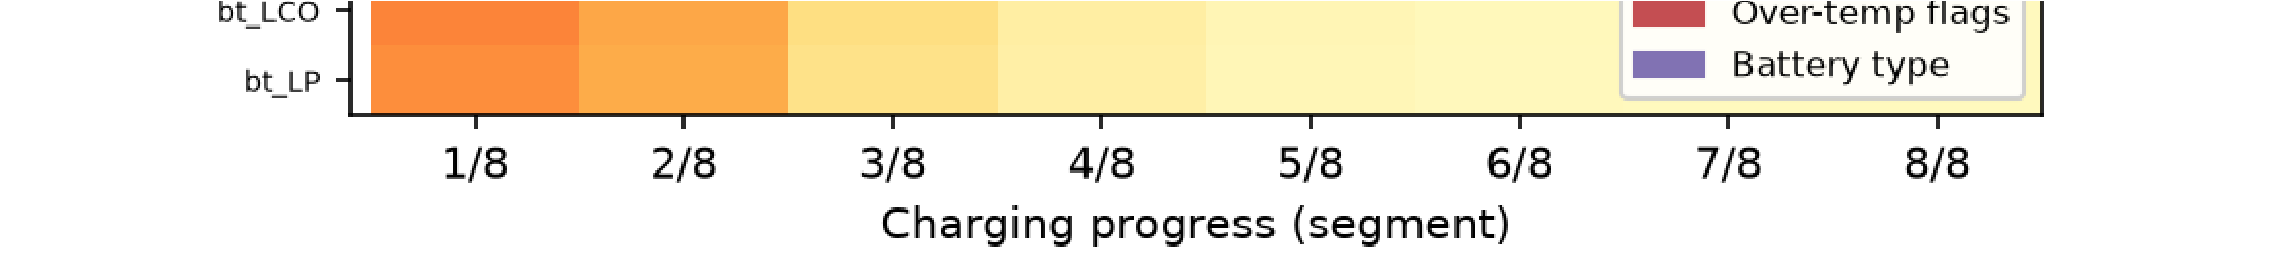 bt_LCO
Over-temp flags
bt_LP
Battery type
1/8 2/8 3/8 4/8 5/8 6/8 7/8 8/8
Charging progress (segment)